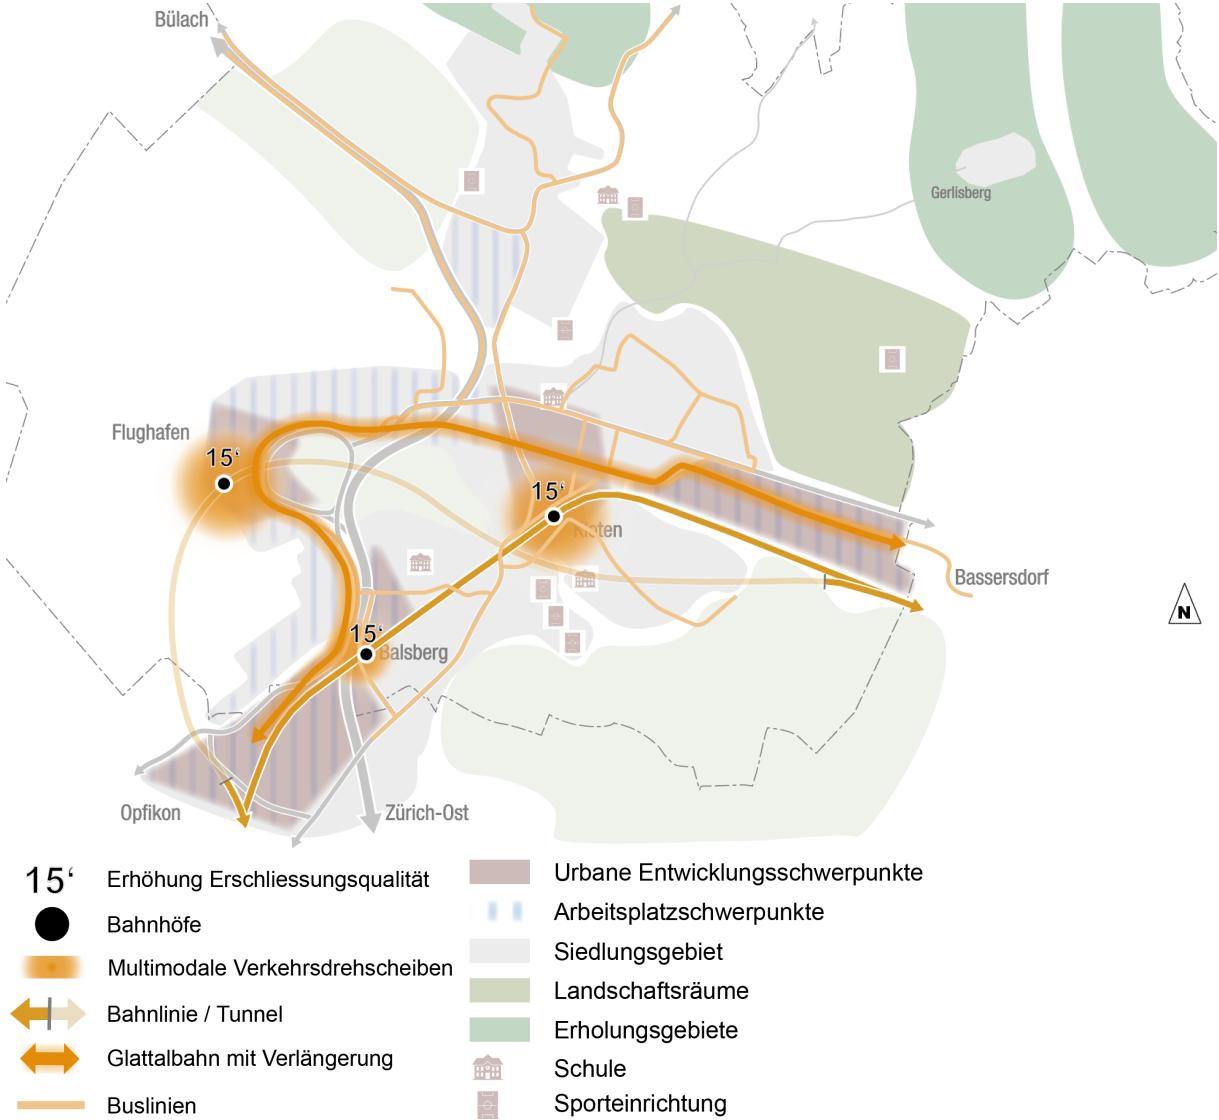 Bülach
Gerlisberg
Flughafen
15‘
15‘
Kloten
Bassersdorf
N
15‘
Balsberg
Opfikon
Zürich-Ost
15‘ Erhöhung Erschliessungsqualität
Bahnhöfe
Multimodale Verkehrsdrehscheiben
Bahnlinie / Tunnel
Glattalbahn mit Verlängerung
Buslinien
Urbane Entwicklungsschwerpunkte
Arbeitsplatzschwerpunkte
Siedlungsgebiet
Landschaftsräume
Erholungsgebiete
Schule
Sporteinrichtung